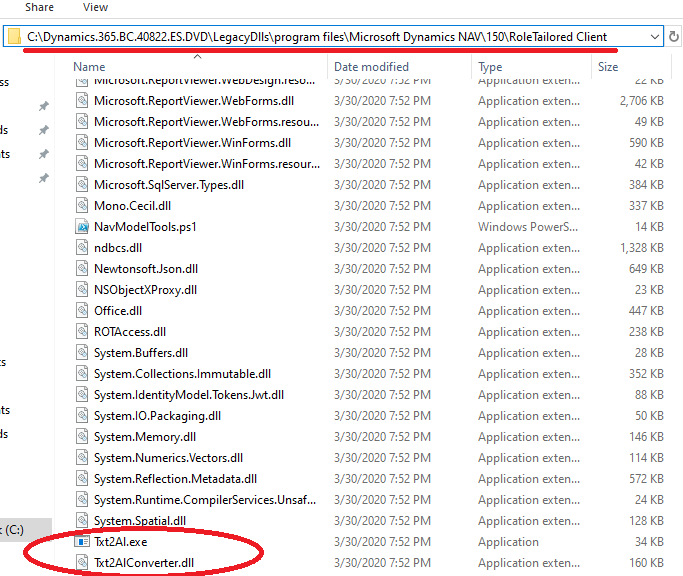 Share View
C:\Dynamics.365.BC.40822.ES.DVD\LegacyDlls\program files\Microsoft Dynamics NAV\150\RoleTailored Client
Name Date modified Type Size
Microsoft.ReportViewer.WebDesign.reso... 3/30/2020 7:52 PM Application exten... 22 KB
Microsoft.ReportViewer.WebForms.dll 3/30/2020 7:52 PM Application exten... 2,706 KB
Microsoft.ReportViewer.WebForms.resou... 3/30/2020 7:52 PM Application exten... 49 KB
Microsoft.ReportViewer.WinForms.dll 3/30/2020 7:52 PM Application exten... 590 KB
Microsoft.ReportViewer.WinForms.resour... 3/30/2020 7:52 PM Application exten... 42 KB
Microsoft.SqlServer.Types.dll 3/30/2020 7:52 PM Application exten... 384 KB
Mono.Cecil.dll 3/30/2020 7:52 PM Application exten... 337 KB
NavModelTools.ps1 3/30/2020 7:52 PM Windows PowerS... 14 KB
ndbcs.dll 3/30/2020 7:52 PM Application exten... 1,328 KB
Newtonsoft.Json.dll 3/30/2020 7:52 PM Application exten... 649 KB
NSObjectXProxy.dll 3/30/2020 7:52 PM Application exten... 23 KB
Office.dll 3/30/2020 7:52 PM Application exten... 447 KB
ROTAccess.dll 3/30/2020 7:52 PM Application exten... 238 KB
System.Buffers.dll 3/30/2020 7:52 PM Application exten... 28 KB
System.Collections.Immutable.dll 3/30/2020 7:52 PM Application exten... 352 KB
System.IdentityModel.Tokens.Jwt.dll 3/30/2020 7:52 PM Application exten... 88 KB
System.IO.Packaging.dll 3/30/2020 7:52 PM Application exten... 50 KB
System.Memory.dll 3/30/2020 7:52 PM Application exten... 146 KB
System.Numerics.Vectors.dll 3/30/2020 7:52 PM Application exten... 114 KB
System.Reflection.Metadata.dll 3/30/2020 7:52 PM Application exten... 572 KB
System.Runtime.CompilerServices.Unsaf... 3/30/2020 7:52 PM Application exten... 24 KB
System.Spatial.dll 3/30/2020 7:52 PM Application exten... 128 KB
(C:)
Txt2Al.exe 3/30/2020 7:52 PM Application 34 KB
Txt2AlConverter.dll 3/30/2020 7:52 PM Application exten... 160 KB